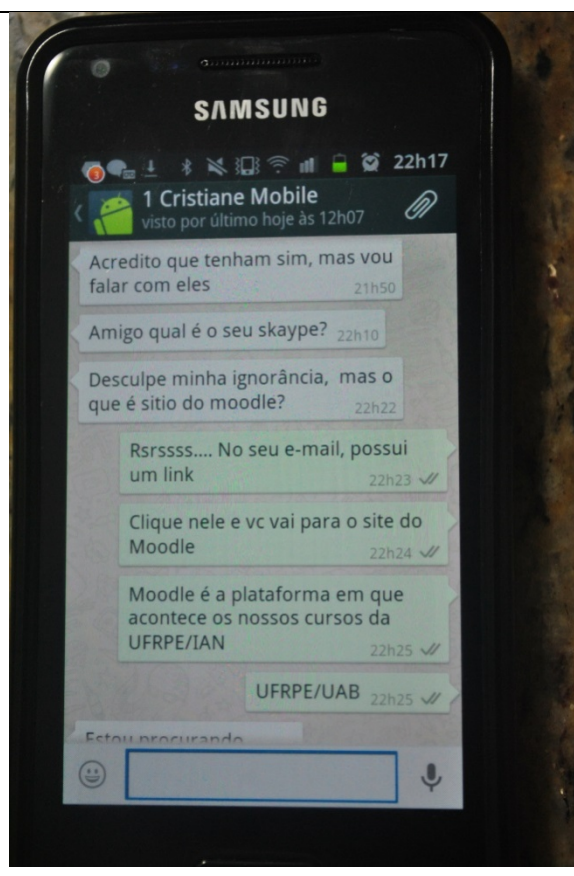 SAMSUNG
22h17
1 Cristiane Mobile
visto por último hoje às 12h07
Acredito que tenham sim, mas vou
falar com eles
21h50
Amigo qual é o seu skaype? 22h10
Desculpe minha ignorância, mas o
que é sitio do moodle?
22h22
Rsrssss.... No seu e-mail, possui
um link
22h23
Clique nele e vc vai para o site do
Moodle
22h24
Moodle é a plataforma em que
acontece os nossos cursos da
UFRPE/IAN
22h25
UFRPE/UAB 22h25
Estou procurando